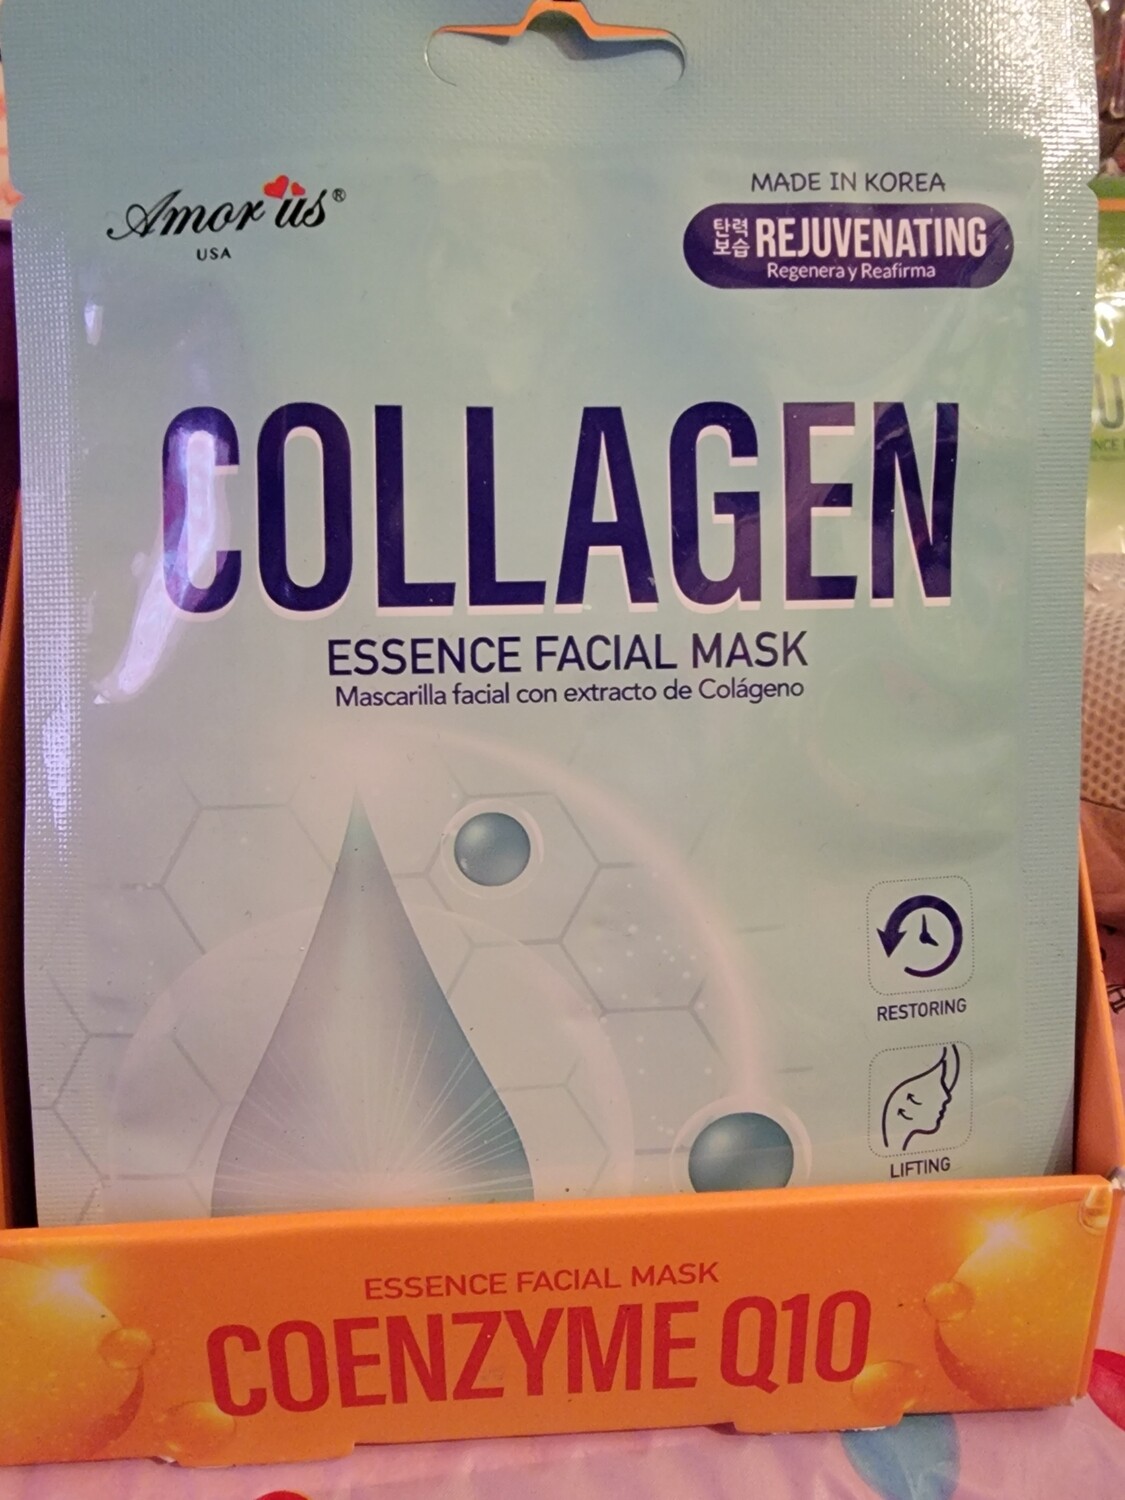 Amor üs®
USA
MADE IN KOREA
탄력
보습
REJUVENATING
Regenera y Reafirma
COLLAGEN
ESSENCE FACIAL MASK
Mascarilla facial con extracto de Colágeno
RESTORING
LIFTING
ESSENCE FACIAL MASK
COENZYME Q10